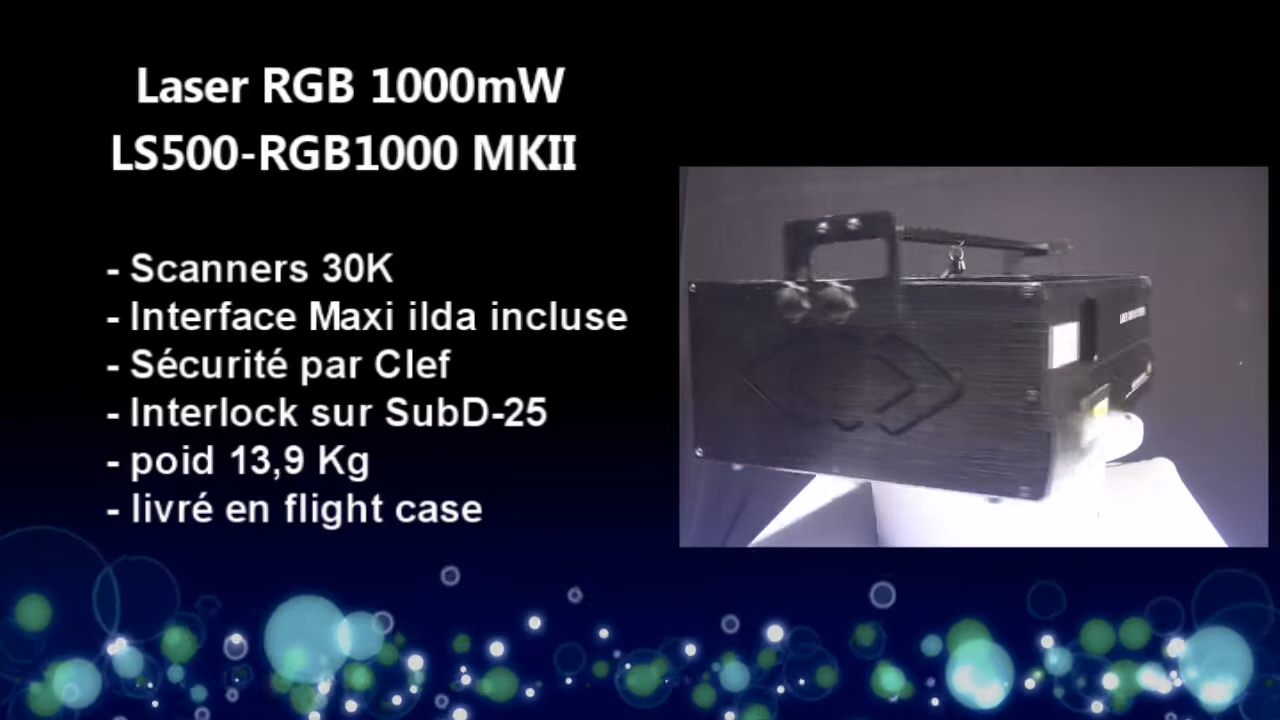 Laser RGB 1000mW
LS500-RGB1000 MKII
- Scanners 30K
- Interface Maxi ilda incluse
- Sécurité par Clef
- Interlock sur SubD-25
- poid 13,9 Kg
- livré en flight case